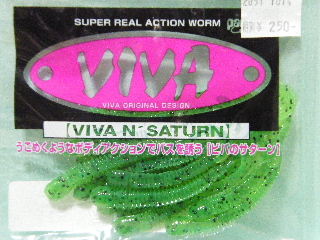 SUPER REAL ACTION WORM
250-
VIVA
VIVA ORIGINAL DESIGN
【VIVA N' SATURN】
うごめくようなボディアクションでバスを誘う『ビバのサターン』